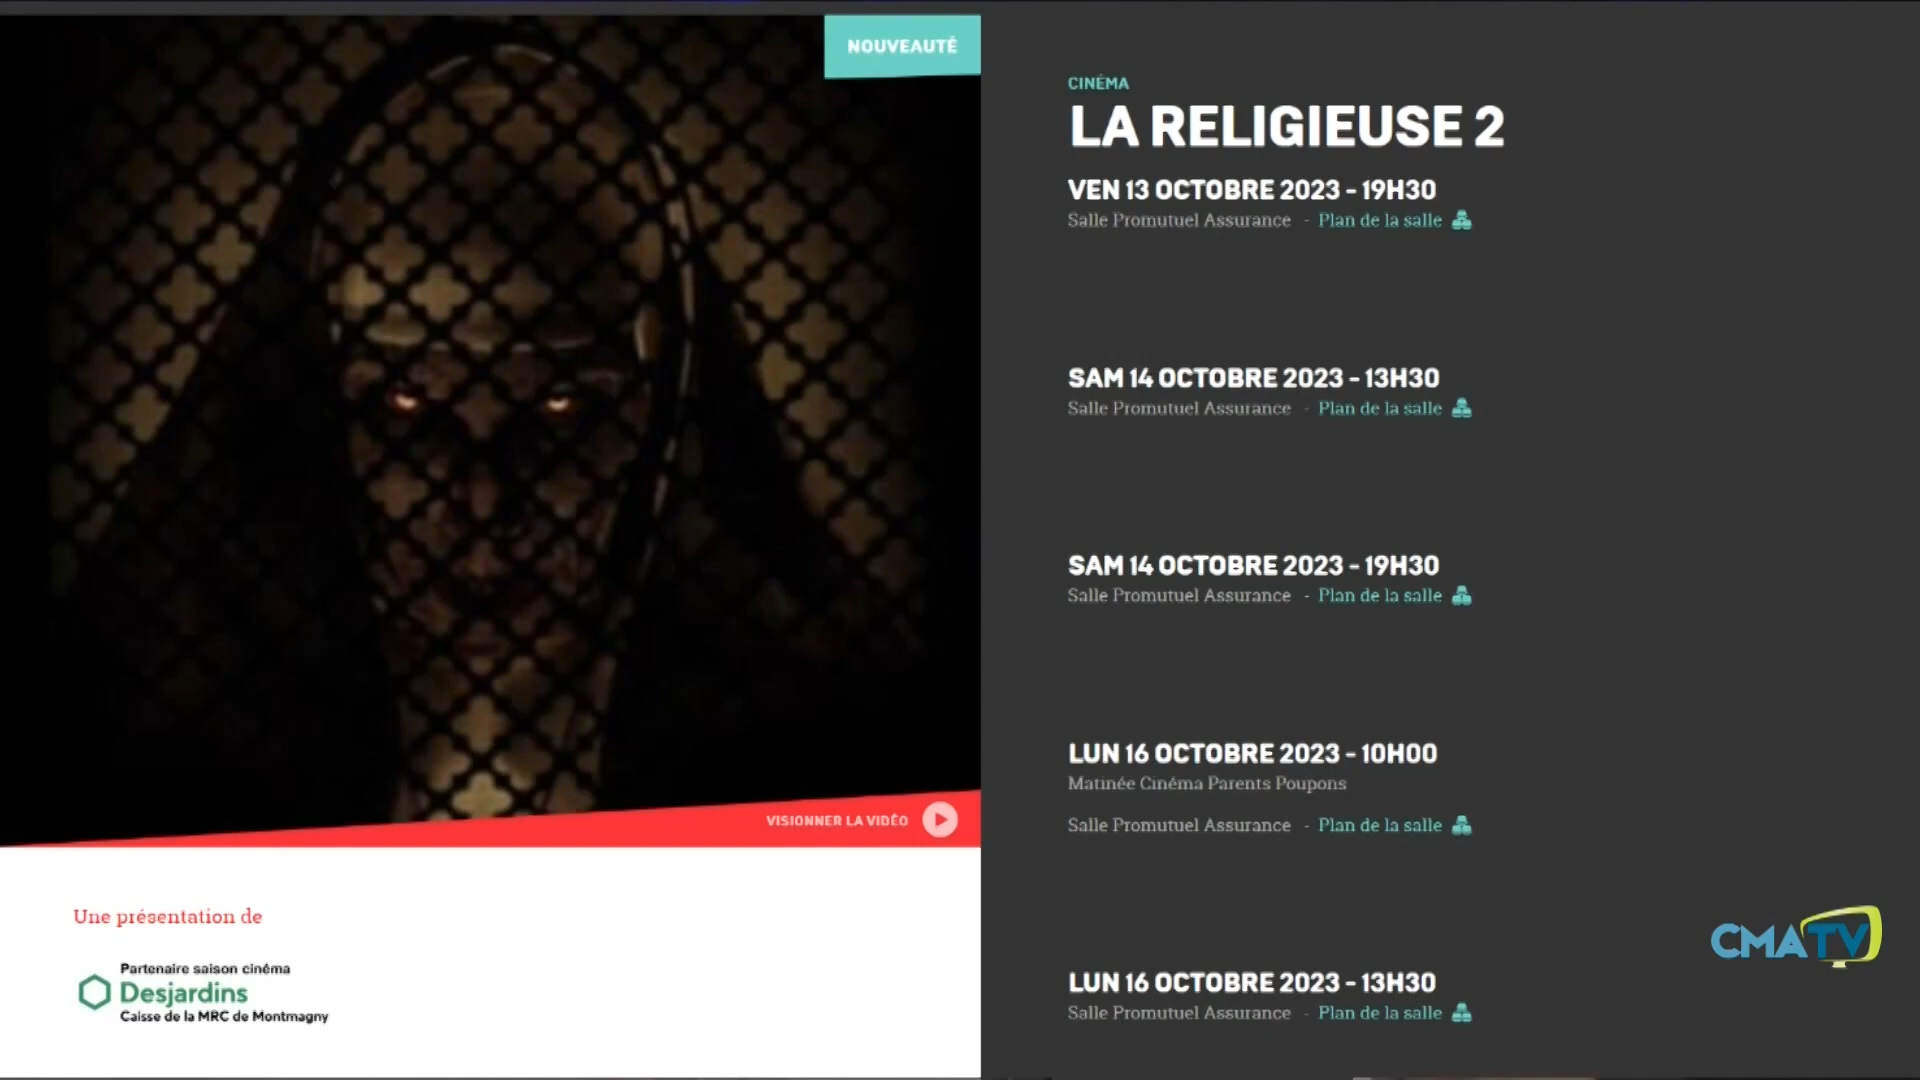 NOUVEAUTÉ
CINÉMA
LA RELIGIEUSE 2
VEN 13 OCTOBRE 2023 - 19H30
Salle Promutuel Assurance - Plan de la salle
SAM 14 OCTOBRE 2023 - 13H30
Salle Promutuel Assurance - Plan de la salle
SAM 14 OCTOBRE 2023 - 19H30
Salle Promutuel Assurance - Plan de la salle
LUN 16 OCTOBRE 2023 - 10H00
Matinée Cinéma Parents Poupons
Salle Promutuel Assurance - Plan de la salle
LUN 16 OCTOBRE 2023 - 13H30
Salle Promutuel Assurance - Plan de la salle
VISIONNER LA VIDÉO
Une présentation de
Partenaire saison cinéma
Desjardins
Caisse de la MRC de Montmagny
CMATV